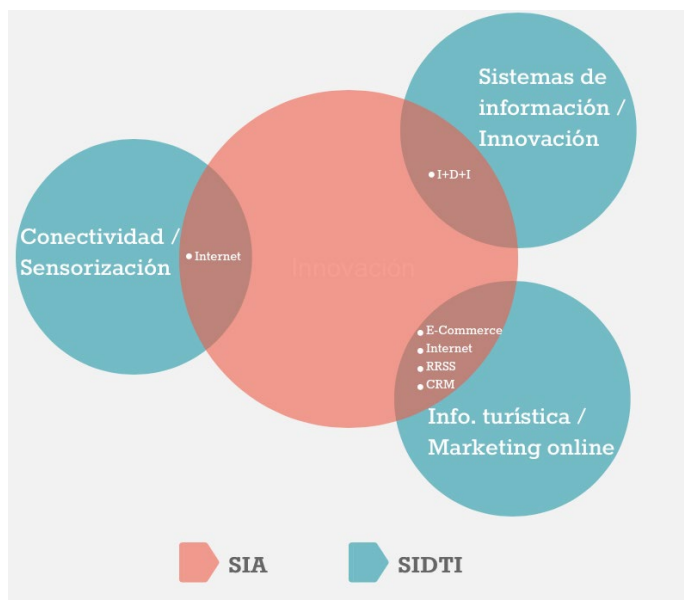 Sistemas de
información /
Innovación
I+D+I
Conectividad /
Sensorización
Internet
Innovación
E-Commerce
Internet
RRSS
CRM
Info. turística /
Marketing online
SIA
SIDTI